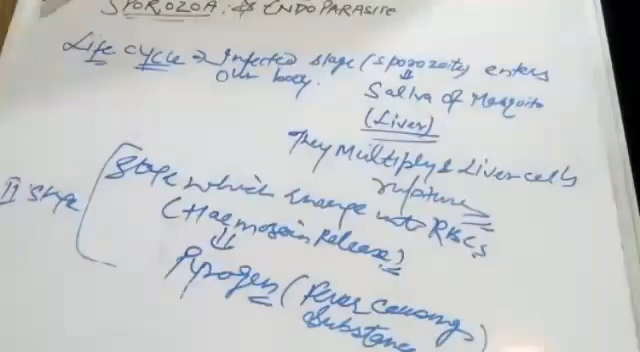 SPOROZOA: ENDOPARASITE
Life cycle → Infected stage (sporozoite) enters
Our body.
Saliva of Mosquito
(Liver)
They Multiply & Liver cells
rupture
II stage
Stage which change into RBCs
(Haemozoin Release)
Pyrogen (Fever causing
Substance)